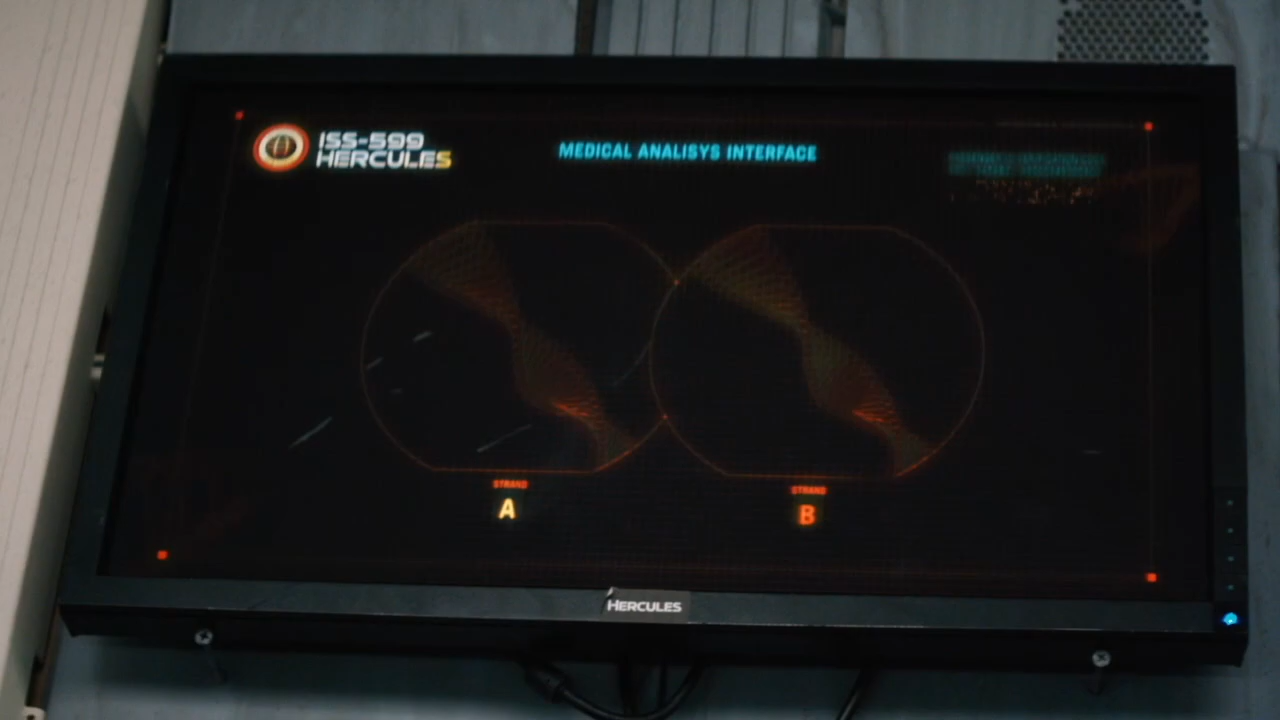 ISS-599
HERCULES
MEDICAL ANALISYS INTERFACE
STRAND
A
STRAND
B
HERCULES